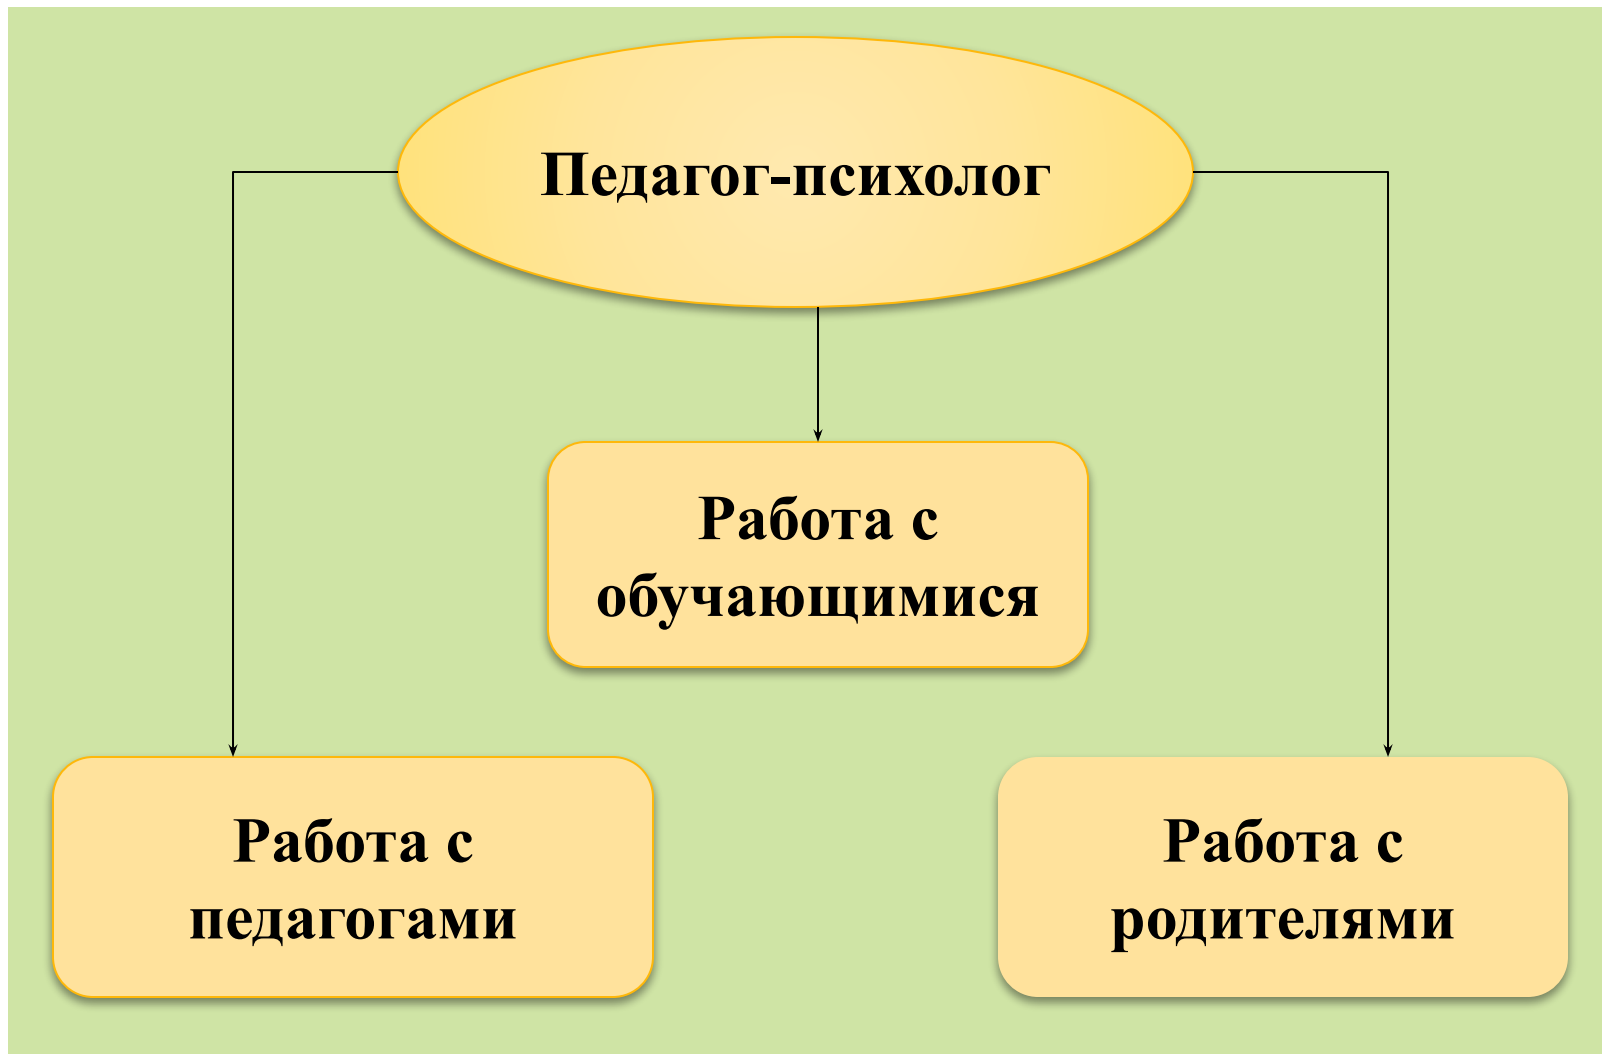 Педагог-психолог
Работа с
обучающимися
Работа с
педагогами
Работа с
родителями